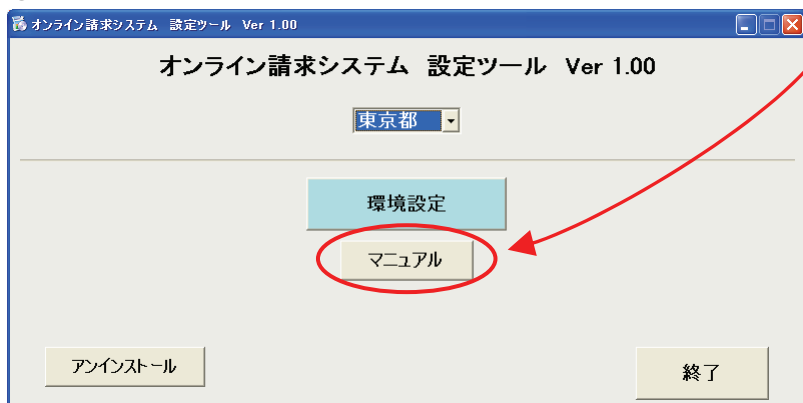 オンライン請求システム 設定ツール Ver 1.00
オンライン請求システム 設定ツール Ver 1.00
東京都
環境設定
マニュアル
アンインストール
終了